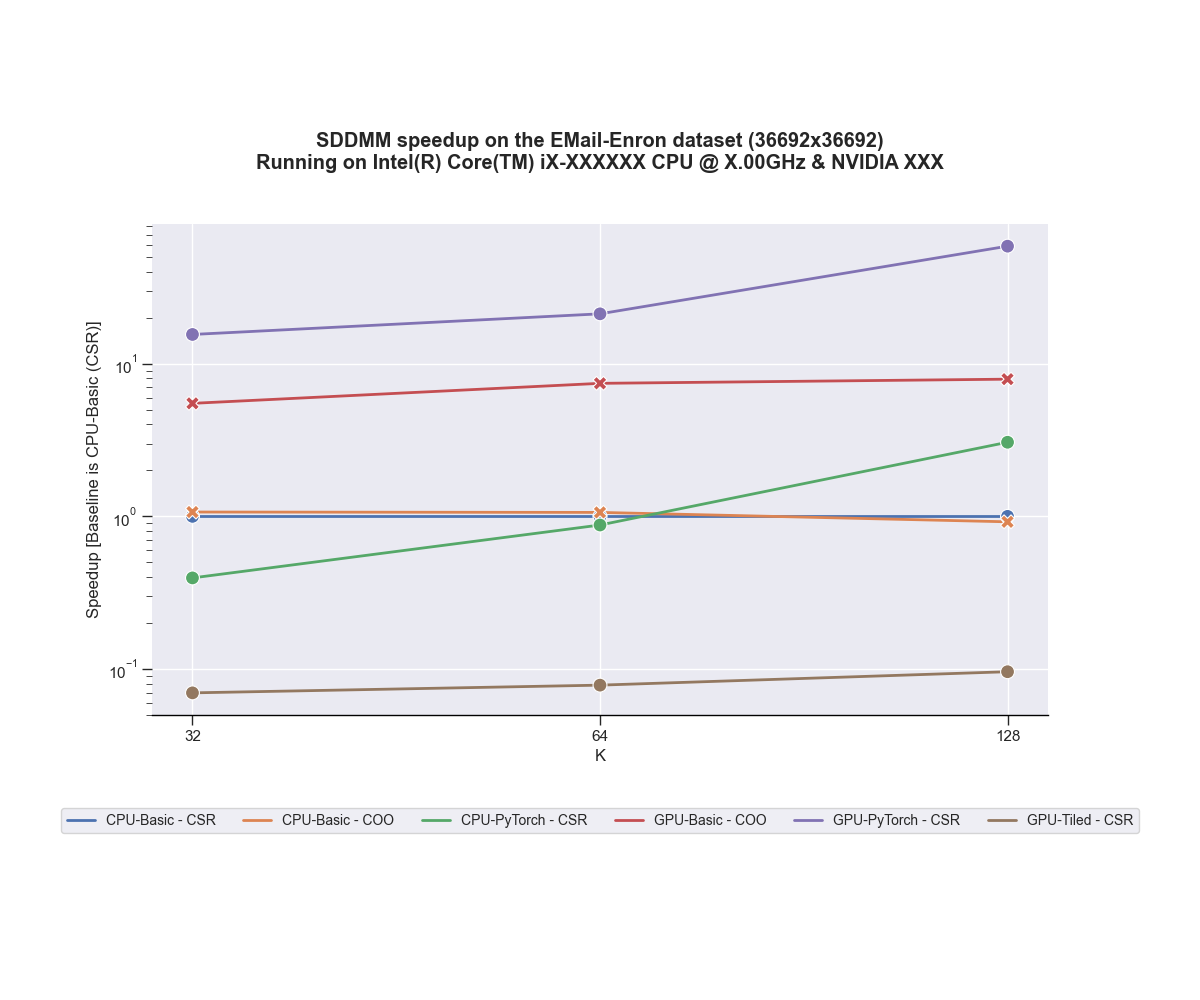 SDDMM speedup on the EMail-Enron dataset (36692x36692)
Running on Intel(R) Core(TM) iX-XXXXXX CPU @ X.00GHz & NVIDIA XXX
Speedup [Baseline is CPU-Basic (CSR)]
10^1
10^0
10^-1
32
64
128
K
CPU-Basic - CSR
CPU-Basic - COO
CPU-PyTorch - CSR
GPU-Basic - COO
GPU-PyTorch - CSR
GPU-Tiled - CSR